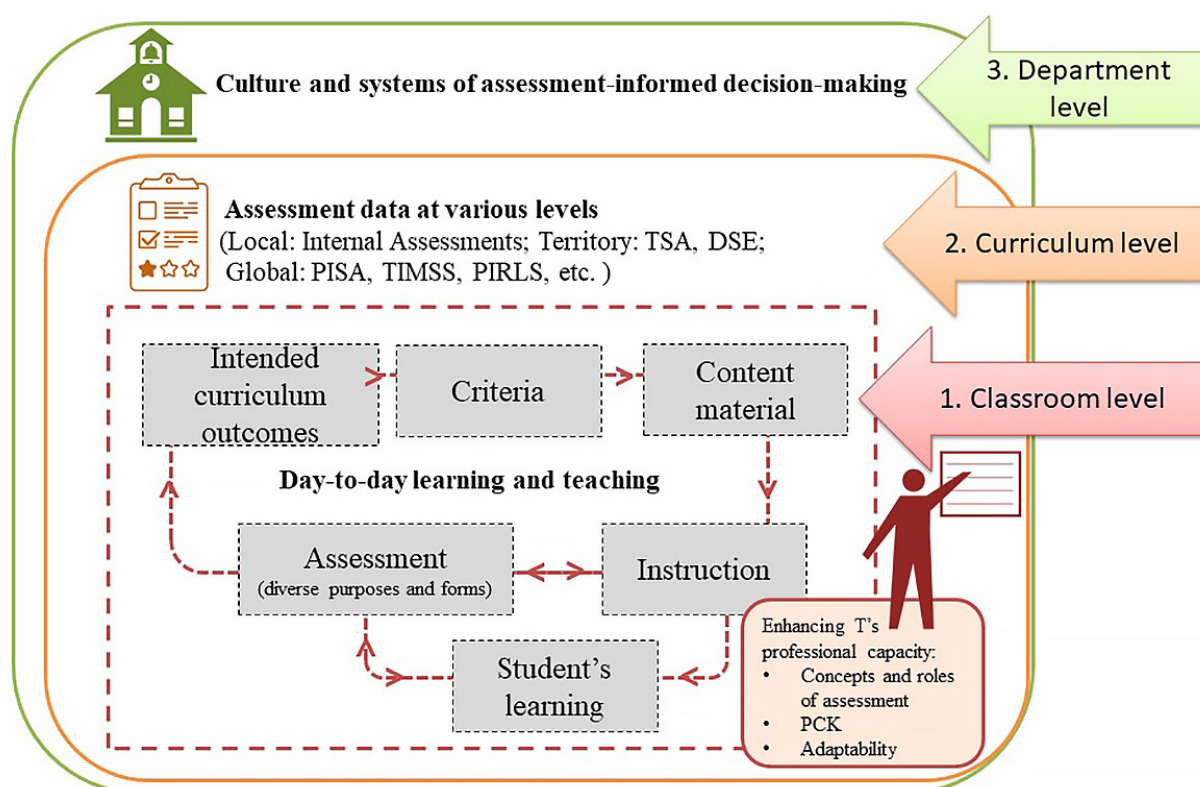 Culture and systems of assessment-informed decision-making
3. Department
level
Assessment data at various levels
(Local: Internal Assessments; Territory: TSA, DSE;
Global: PISA, TIMSS, PIRLS, etc. )
2. Curriculum level
Intended
curriculum
outcomes
Criteria
Content
material
1. Classroom level
Day-to-day learning and teaching
Assessment
(diverse purposes and forms)
Instruction
Student’s
learning
Enhancing T’s
professional capacity:
• Concepts and roles
of assessment
• PCK
• Adaptability